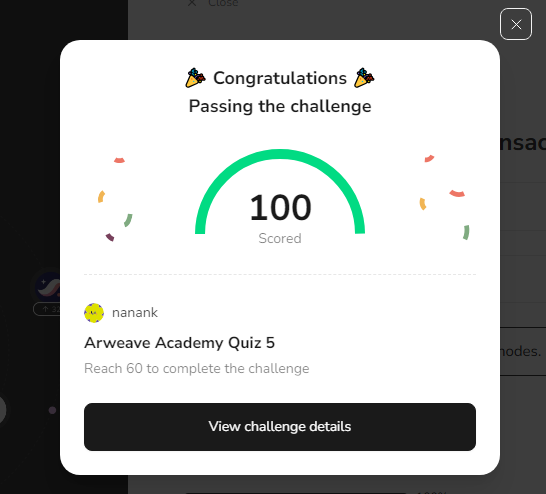 Close
Congratulations
Passing the challenge
100
Scored
nanank
Arweave Academy Quiz 5
Reach 60 to complete the challenge
View challenge details
nodes.